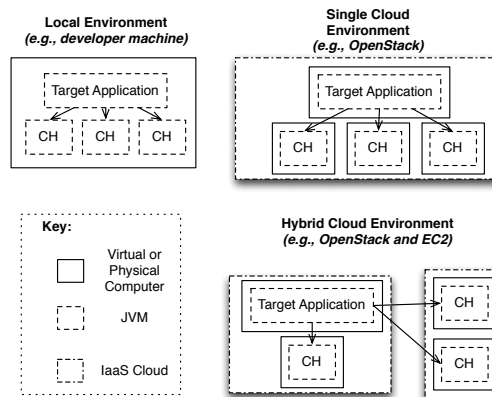 Local Environment
(e.g., developer machine)
Target Application
CH
CH
CH
Single Cloud
Environment
(e.g., OpenStack)
Target Application
CH
CH
CH
Key:
Virtual or
Physical
Computer
JVM
IaaS Cloud
Hybrid Cloud Environment
(e.g., OpenStack and EC2)
Target Application
CH
CH
CH